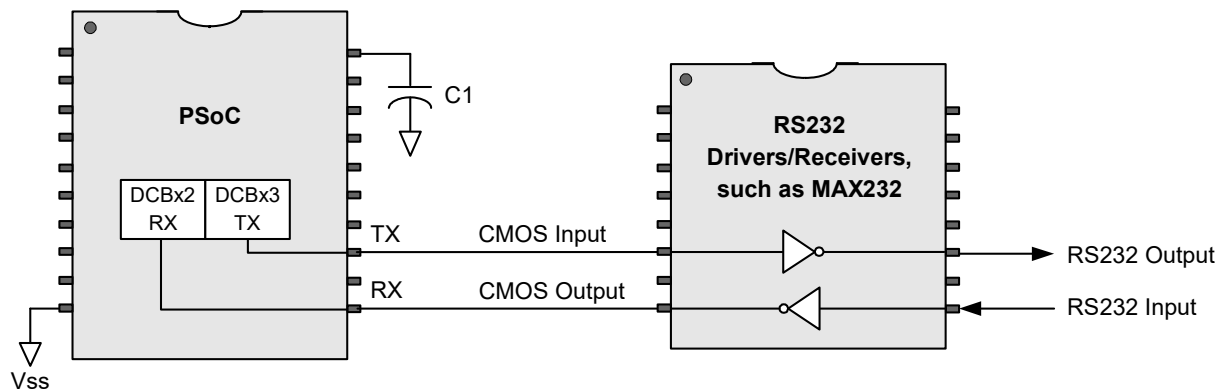 C1
PSoC
RS232
Drivers/Receivers,
such as MAX232
DCBx2
RX
DCBx3
TX
TX
CMOS Input
RS232 Output
RX
CMOS Output
RS232 Input
Vss